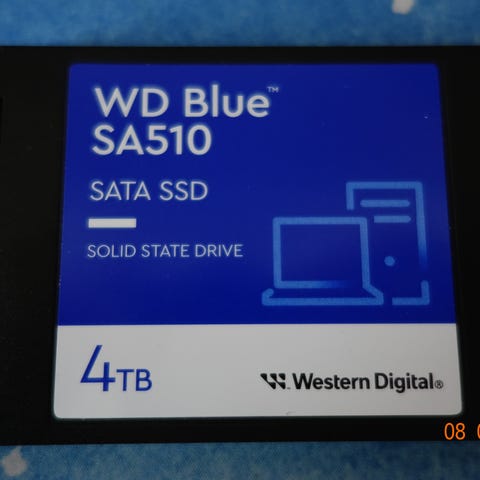 WD Blue™
SA510
SATA SSD
SOLID STATE DRIVE
4TB
Western Digital®
08